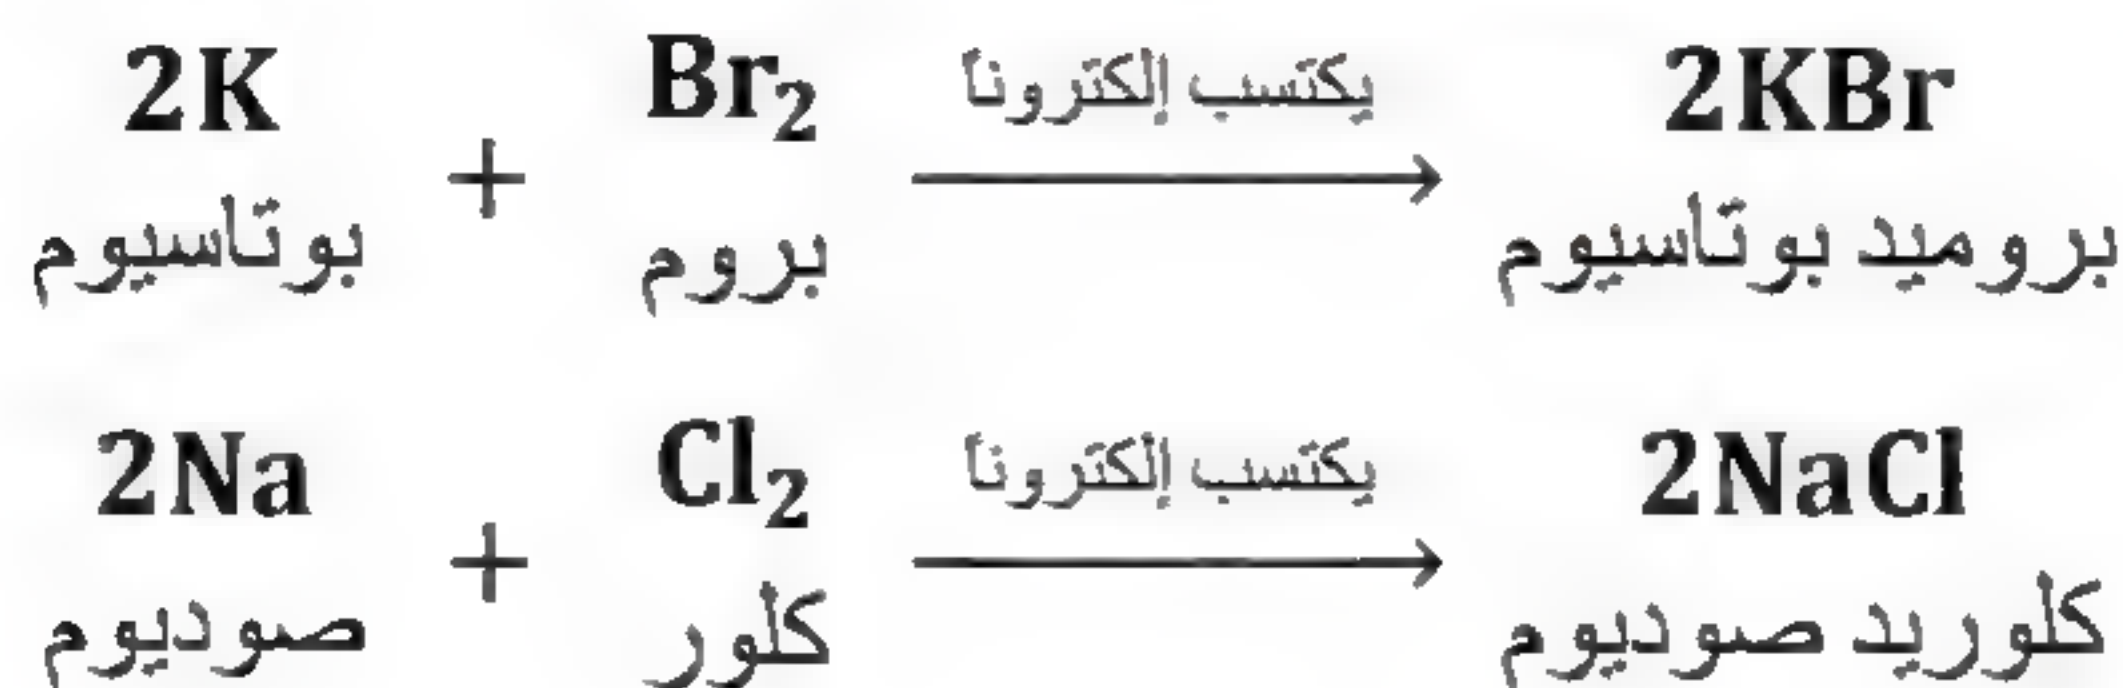 2K + Br₂ يكتسب إلكترونا → 2KBr
بوتاسيوم بروم بروميد بوتاسيوم
2Na + Cl₂ يكتسب إلكترونا → 2NaCl
صوديوم كلور كلوريد صوديوم